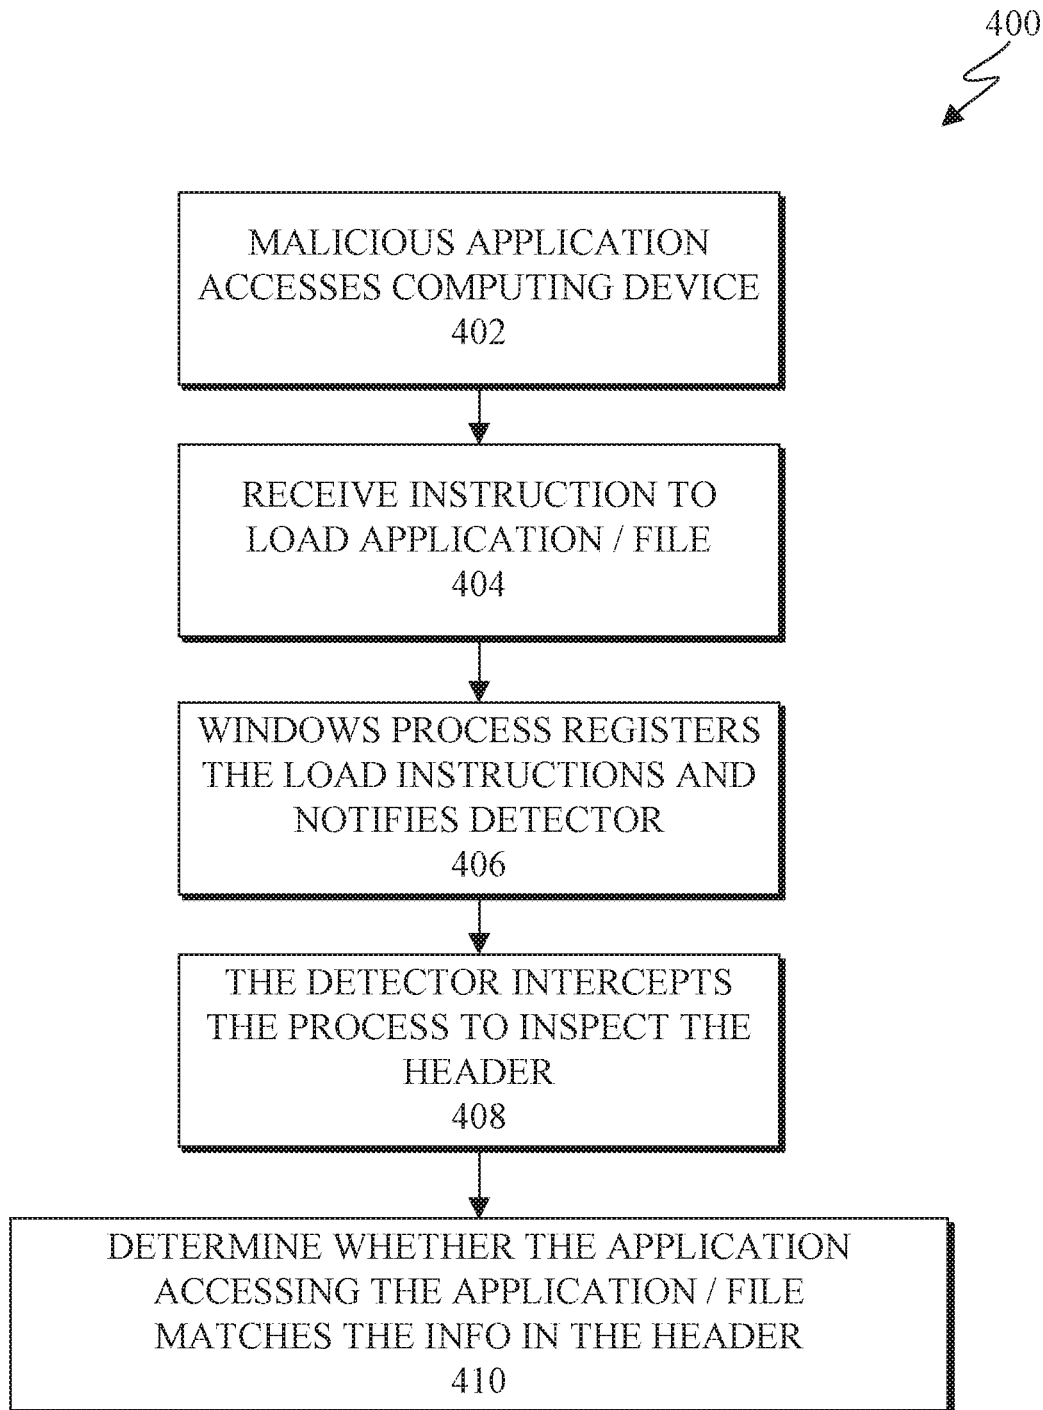 400
MALICIOUS APPLICATION
ACCESSES COMPUTING DEVICE
402
RECEIVE INSTRUCTION TO
LOAD APPLICATION / FILE
404
WINDOWS PROCESS REGISTERS
THE LOAD INSTRUCTIONS AND
NOTIFIES DETECTOR
406
THE DETECTOR INTERCEPTS
THE PROCESS TO INSPECT THE
HEADER
408
DETERMINE WHETHER THE APPLICATION
ACCESSING THE APPLICATION / FILE
MATCHES THE INFO IN THE HEADER
410